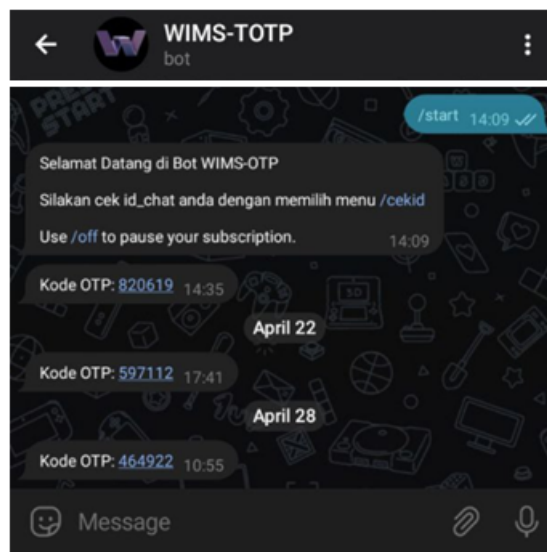 WIMS-TOTP
bot
/start 14:09
Selamat Datang di Bot WIMS-OTP
Silakan cek id_chat anda dengan memilih menu /cekid
Use /off to pause your subscription. 14:09
Kode OTP: 820619 14:35
April 22
Kode OTP: 597112 17:41
April 28
Kode OTP: 464922 10:55
Message